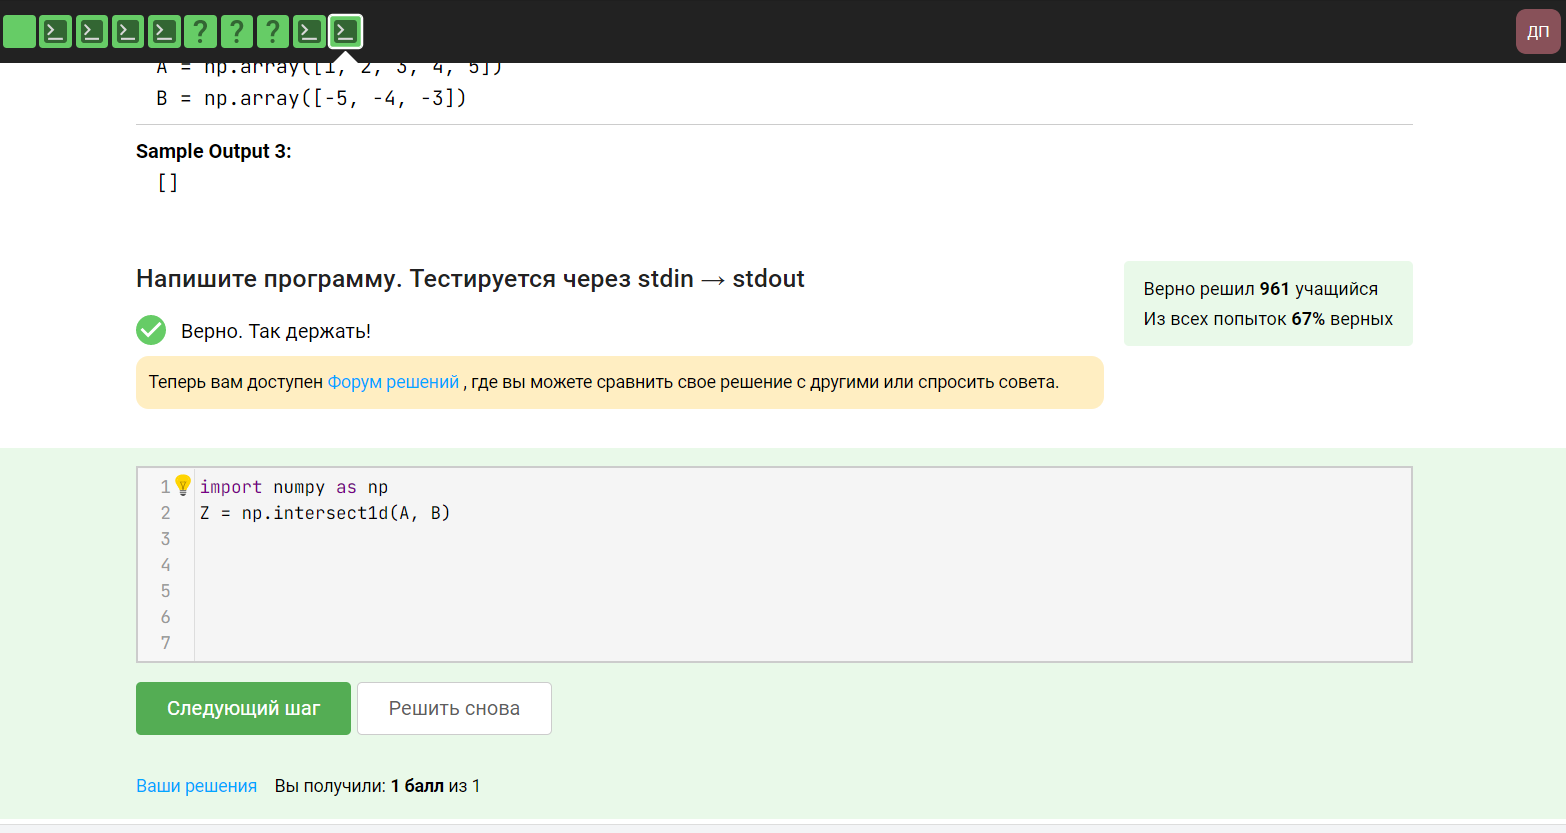 ДП
A = np.array([1, 2, 3, 4, 5])
B = np.array([-5, -4, -3])
Sample Output 3:
[]
Напишите программу. Тестируется через stdin → stdout
Верно решил 961 учащийся
Из всех попыток 67% верных
Верно. Так держать!
Теперь вам доступен Форум решений , где вы можете сравнить свое решение с другими или спросить совета.
1 import numpy as np
2 Z = np.intersect1d(A, B)
3
4
5
6
7
Следующий шаг Решить снова
Ваши решения Вы получили: 1 балл из 1